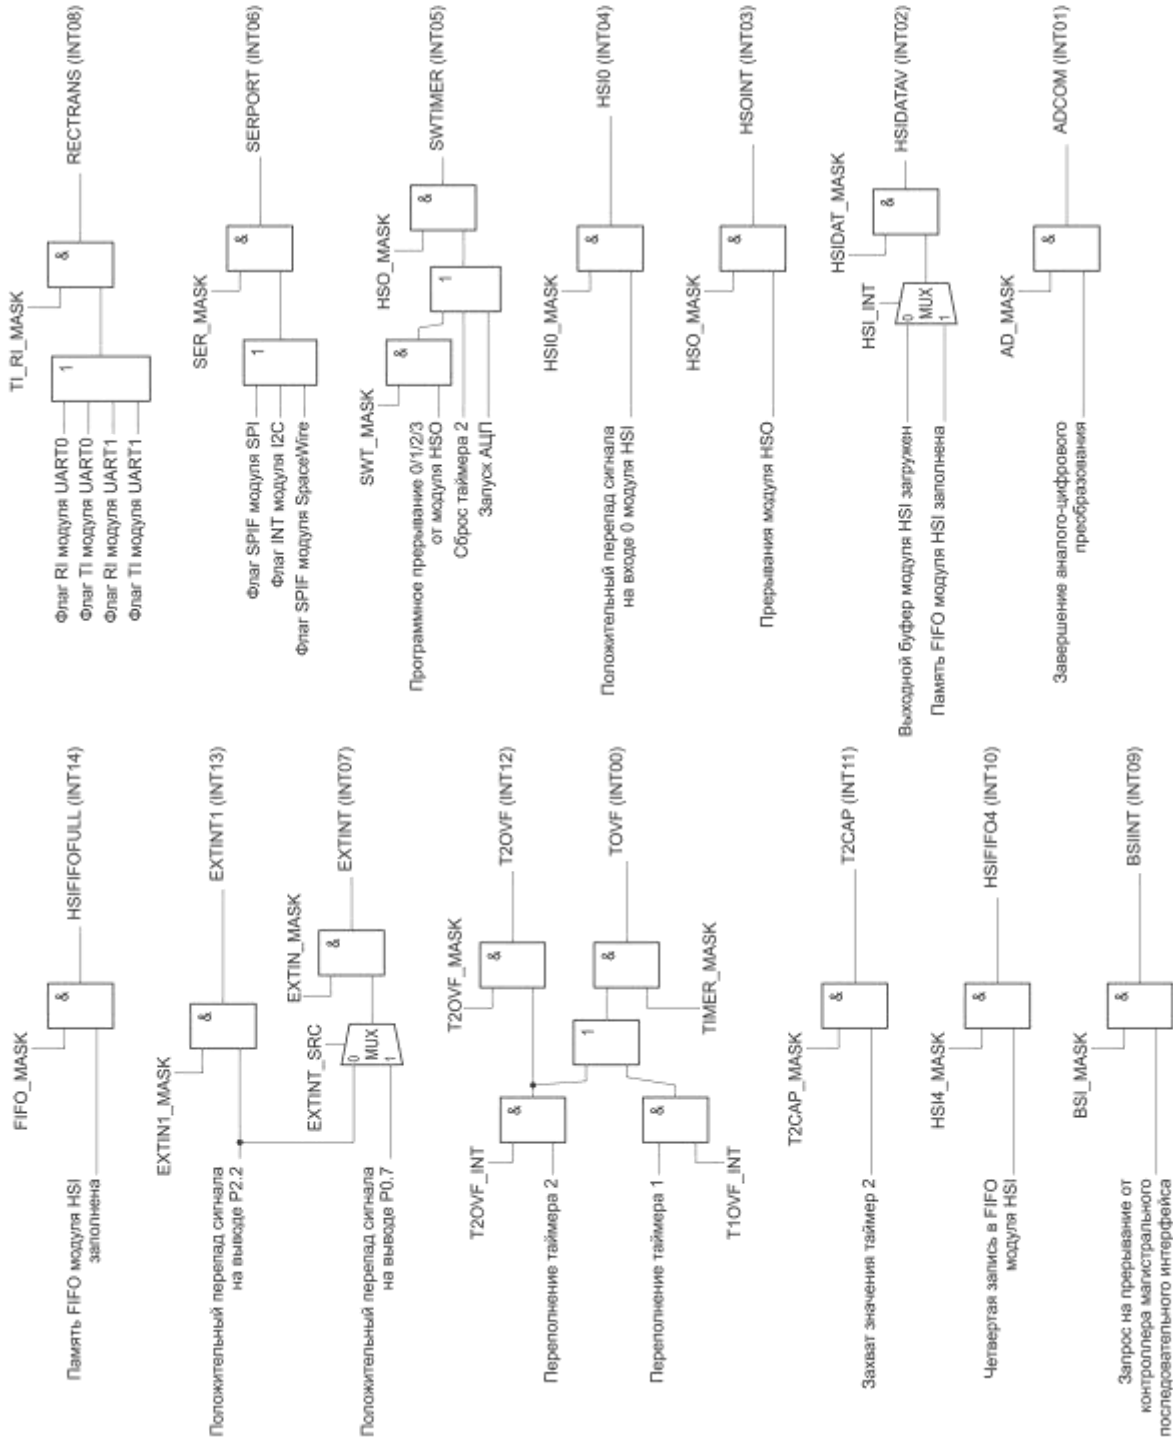 FIFO_MASK
&
Память FIFO модуля HSI
заполнена
HSIFIFOFULL (INT14)
EXTIN1_MASK
&
Положительный перепад сигнала
на выводе P2.2
EXTINT1 (INT13)
EXTINT_SRC
EXTIN_MASK
0
MUX
1
&
Положительный перепад сигнала
на выводе P0.7
EXTINT (INT07)
T2OVF_INT
&
T2OVF_MASK
&
Переполнение таймера 2
T2OVF (INT12)
1
&
Переполнение таймера 1
&
TOVF (INT00)
T1OVF_INT
TIMER_MASK
T2CAP_MASK
&
Захват значения таймер 2
T2CAP (INT11)
HSI4_MASK
&
Четвертая запись в FIFO
модуля HSI
HSIFIFO4 (INT10)
BSI_MASK
&
Запрос на прерывание от
контроллера магистрального
последовательного интерфейса
BSIINT (INT09)
TI_RI_MASK
1
&
Флаг RI модуля UART0
Флаг TI модуля UART0
Флаг RI модуля UART1
Флаг TI модуля UART1
RECTRANS (INT08)
SER_MASK
1
&
Флаг SPIF модуля SPI
Флаг INT модуля I2C
Флаг SPIF модуля SpaceWire
SERPORT (INT06)
SWT_MASK
HSO_MASK
&
1
&
Программное прерывание 0/1/2/3
от модуля HSO
Сброс таймера 2
Запуск АЦП
SWTIMER (INT05)
HSI0_MASK
&
Положительный перепад сигнала
на входе 0 модуля HSI
HSI0 (INT04)
HSO_MASK
&
Прерывания модуля HSO
HSOINT (INT03)
HSI_INT
HSIDAT_MASK
0
MUX
1
&
Выходной буфер модуля HSI загружен
Память FIFO модуля HSI заполнена
HSIDATAV (INT02)
AD_MASK
&
Завершение аналого-цифрового
преобразования
ADCOM (INT01)